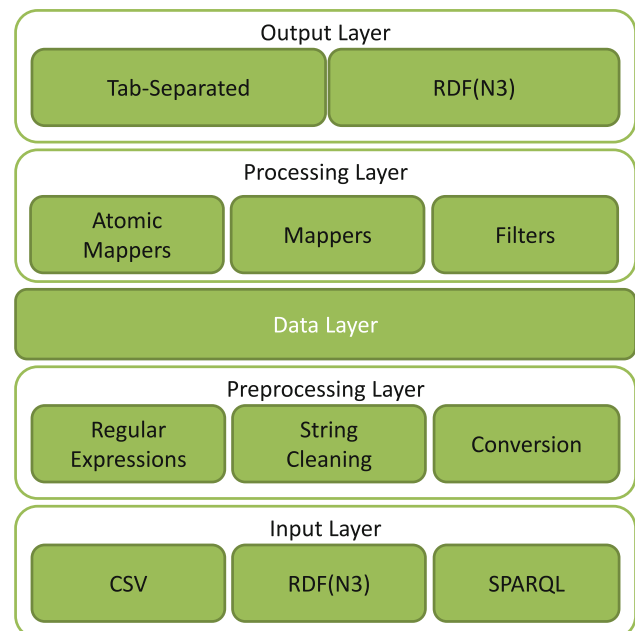 Output Layer
Tab-Separated
RDF(N3)
Processing Layer
Atomic
Mappers
Mappers
Filters
Data Layer
Preprocessing Layer
Regular
Expressions
String
Cleaning
Conversion
Input Layer
CSV
RDF(N3)
SPARQL